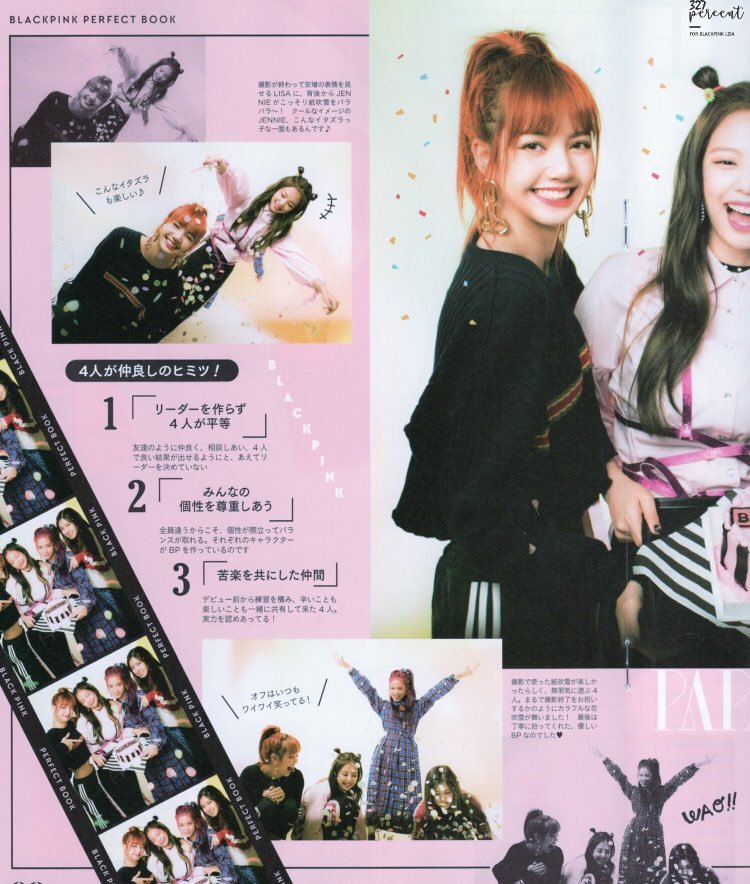 BLACKPINK PERFECT BOOK
327
percent
FOR BLACKPINK LISA
撮影が終わって安堵の表情を見
せるLISAに、背後からJEN
NIEがこっそり紙吹雪をバラ
バラ〜！ クールなイメージの
JENNIE、こんなイタズラっ
子な一面もあるんです♪
こんなイタズラ
も楽しい♪
4人が仲良しのヒミツ！
BLACKPINK
1
リーダーを作らず
4人が平等
友達のように仲良く、相談しあい、4人
で良い結果が出せるようにと、あえてリ
ーダーを決めていない
2
みんなの
個性を尊重しあう
全員違うからこそ、個性が際立ってバラ
ンスが取れる。それぞれのキャラクター
がBPを作っているのです
3
苦楽を共にした仲間
デビュー前から練習を積み、辛いことも
楽しいことも一緒に共有して来た4人。
実力を認めあってる！
オフはいつも
ワイワイ笑ってる！
撮影で使った紙吹雪が楽しか
ったらしく、無邪気に遊ぶ4
人。まるで撮影終了をお祝い
するかのようにカラフルな花
吹雪が舞いました！ 最後は
丁寧に拾ってくれた、優しい
BPなのでした♥
WAO!!
BLACK PINK
PERFECT BOOK
BLACK PINK
PERFECT BOOK
BLACK PINK
BLACK PINK
PERFECT BOOK
PERFECT BOOK
BLACK PINK